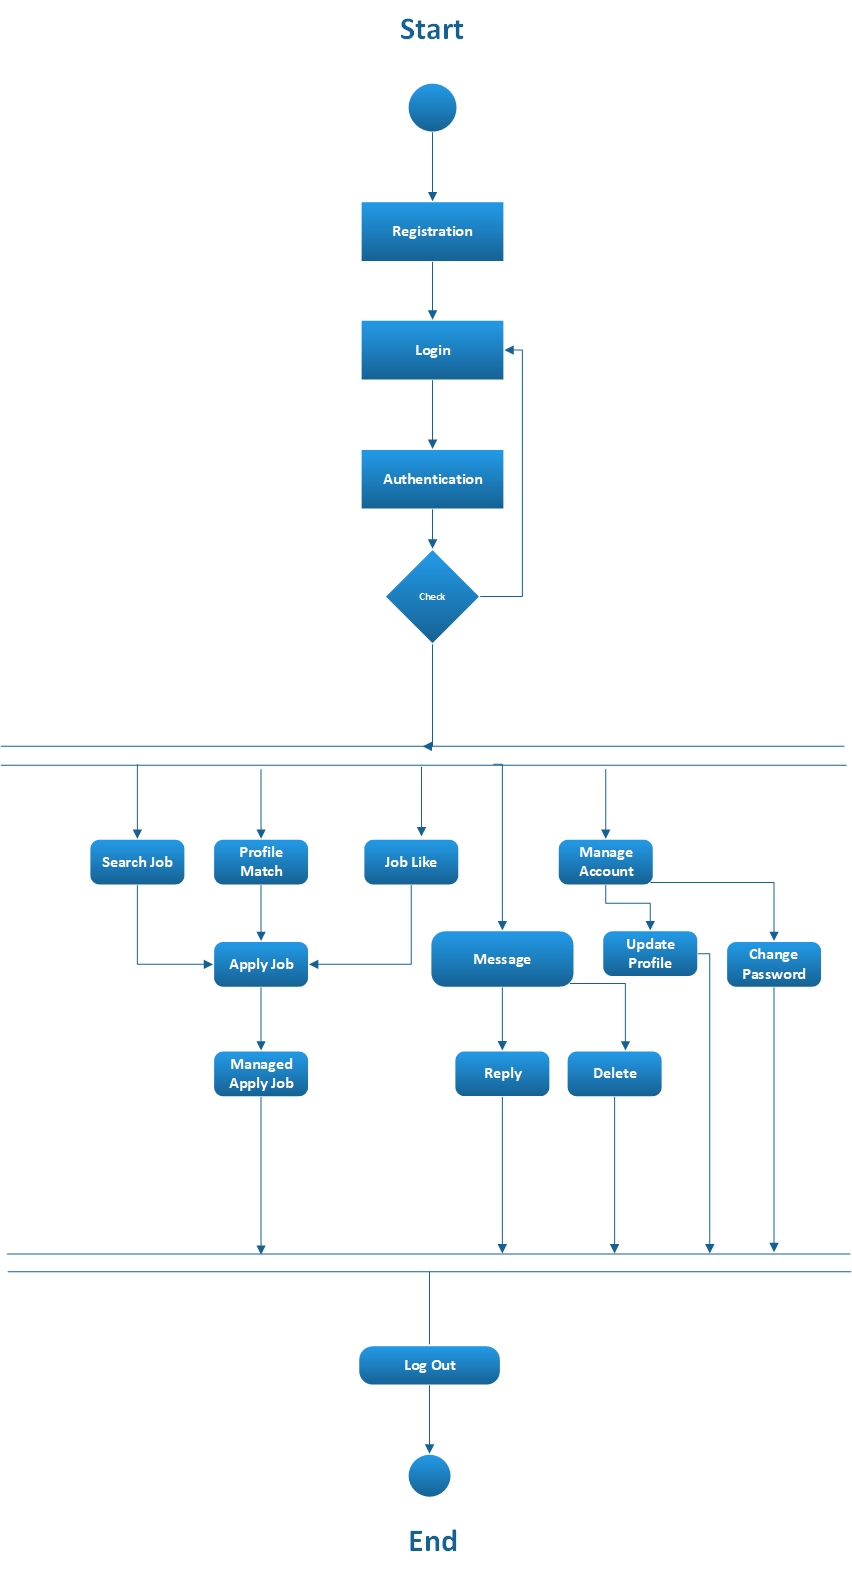 Start
Registration
Login
Authentication
Check
Search Job
Profile
Match
Job Like
Manage
Account
Apply Job
Message
Update
Profile
Change
Password
Managed
Apply Job
Reply
Delete
Log Out
End